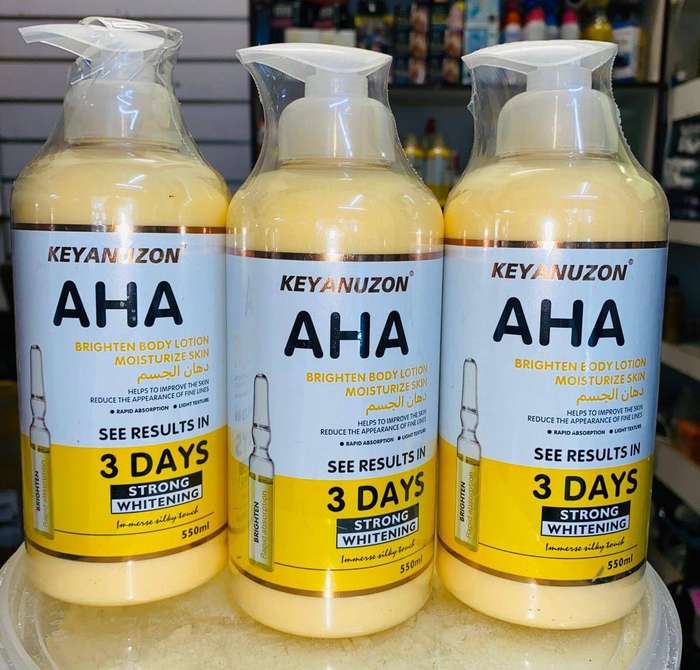 KEYANUZON
AHA
BRIGHTEN BODY LOTION
MOISTURIZE SKIN
دهان الجسم
HELPS TO IMPROVE THE SKIN
REDUCE THE APPEARANCE OF FINE LINES
• RAPID ABSORPTION • LIGHT TEXTURE
SEE RESULTS IN
3 DAYS
STRONG
WHITENING
Immerse silky touch
550ml
BRIGHTEN
KEYANUZON®
AHA
BRIGHTEN BODY LOTION
MOISTURIZE SKIN
دهان الجسم
HELPS TO IMPROVE THE SKIN
REDUCE THE APPEARANCE OF FINE LINES
• RAPID ABSORPTION • LIGHT TEXTURE
SEE RESULTS IN
3 DAYS
STRONG
WHITENING
Immerse silky touch
550ml
BRIGHTEN
KEYANUZON®
AHA
BRIGHTEN BODY LOTION
MOISTURIZE SKIN
دهان الجسم
HELPS TO IMPROVE THE SKIN
REDUCE THE APPEARANCE OF FINE LINES
• RAPID ABSORPTION • LIGHT TEXTURE
SEE RESULTS IN
3 DAYS
STRONG
WHITENING
Immerse silky touch
550ml
BRIGHTEN